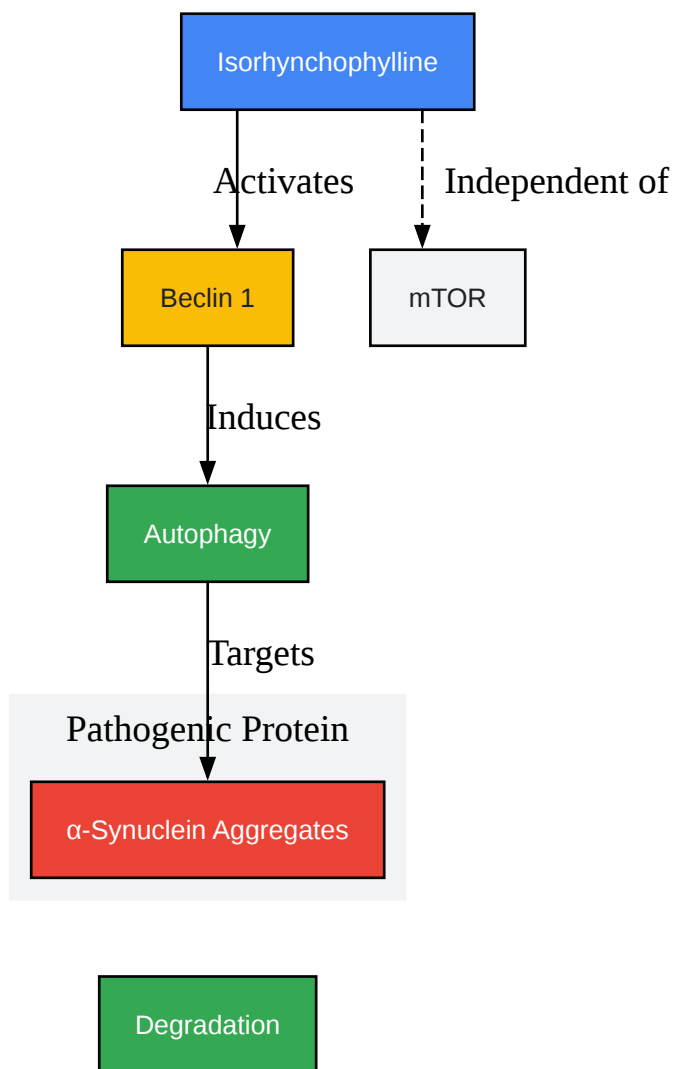 Isorhynchophylline
Activates
Independent of
Beclin 1
mTOR
Induces
Autophagy
Targets
Pathogenic Protein
α-Synuclein Aggregates
Degradation